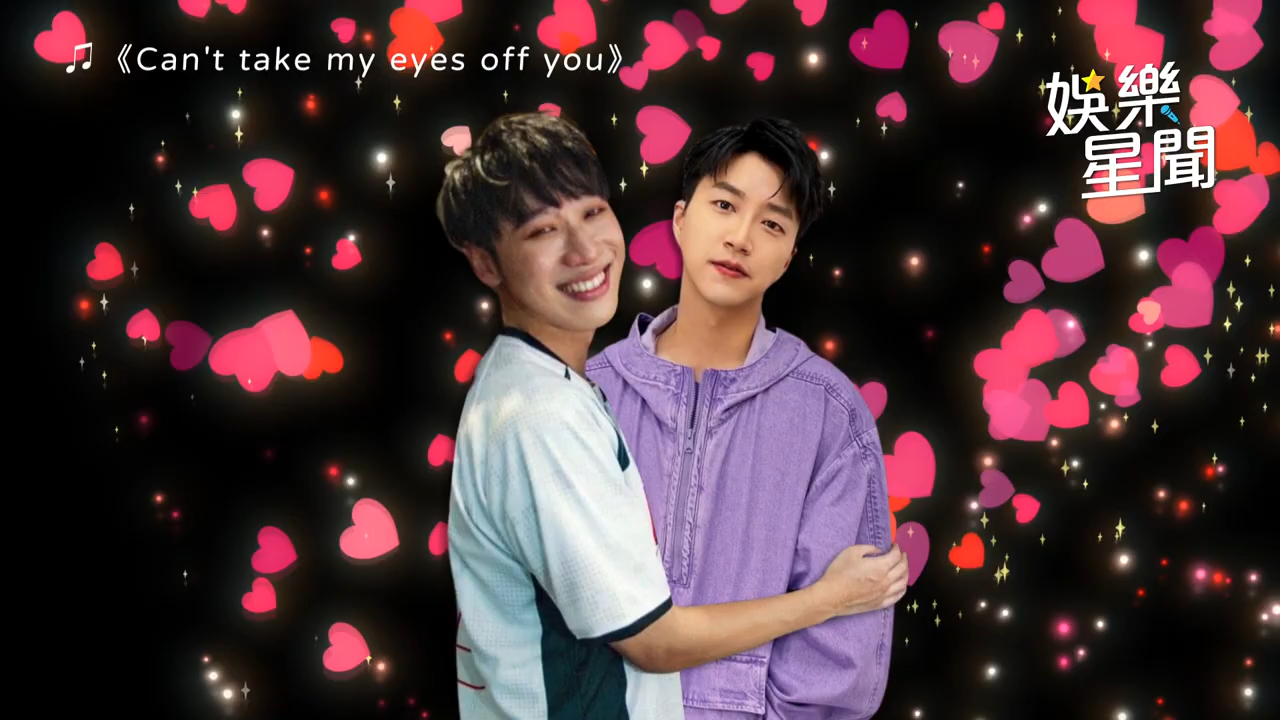 ♫《Can't take my eyes off you》
娛樂
星聞